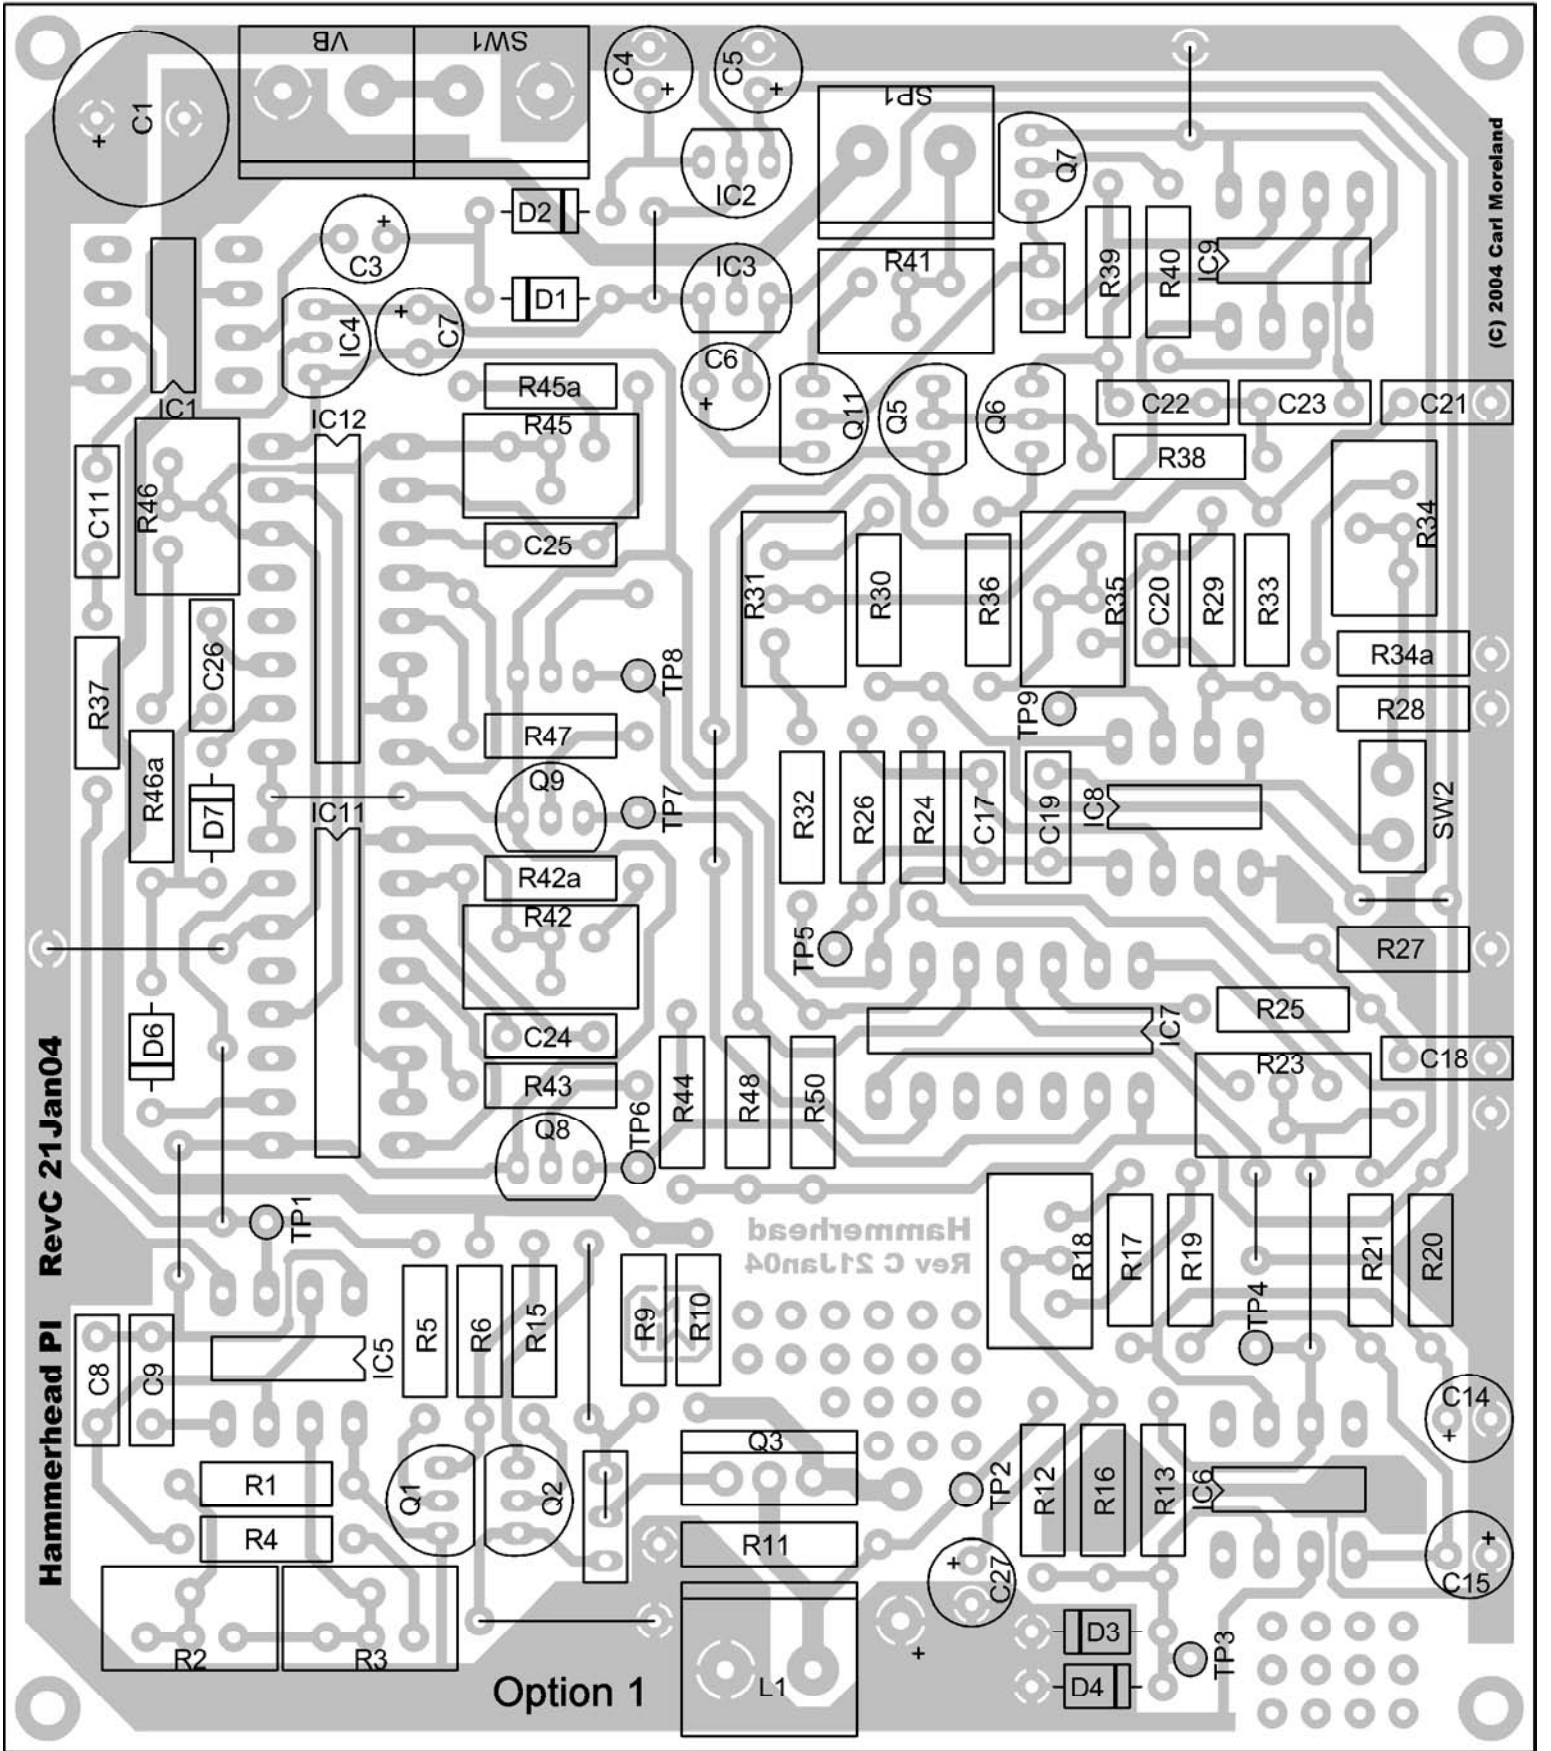 VB
SW1
C4
C5
C1
+
+
+
SP1
Q7
(C) 2004 Carl Moreland
IC2
D2
C3
+
IC3
R41
R39
R40
IC9
D1
IC4
C7
+
C6
+
R45a
IC1
IC12
R45
Q11
Q5
Q6
C22
C23
C21
R38
C11
R46
C25
R34
R31
R30
R36
R35
C20
R29
R33
R37
C26
TP8
R34a
R28
TP9
R46a
D7
R47
Q9
TP7
IC11
R32
R26
R24
C17
C19
IC8
SW2
R42a
R42
TP5
R27
D6
C24
R25
IC7
R23
C18
R43
R44
R48
R50
Q8
TP6
Hammerhead PI RevC 21Jan04
TP1
Hammerhead
Rev C 21Jan04
R18
R17
R19
R21
R20
TP4
R5
R6
R15
R9
R10
C8
C9
IC5
C14
+
Q3
R1
R4
Q1
Q2
TP2
R12
R16
R13
IC6
R11
C27
+
C15
+
R2
R3
D3
TP3
D4
+
L1
Option 1